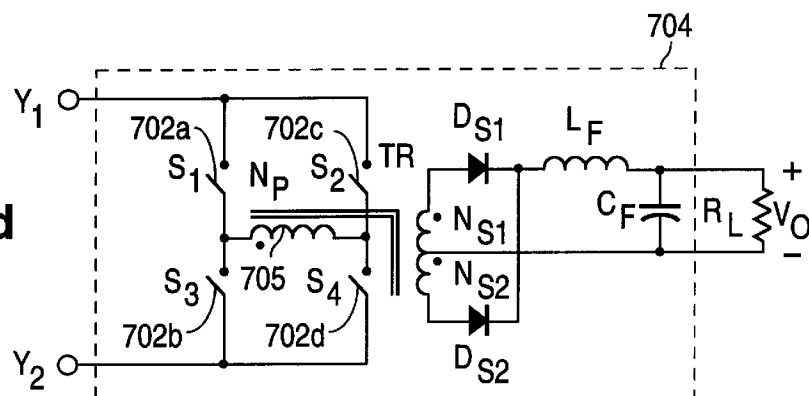 704
Y1
702a
702c
DS1
LF
S1
NP
S2
TR
+
d
NS1
CF
RL
VO
S3
705
S4
NS2
−
702b
702d
Y2
DS2